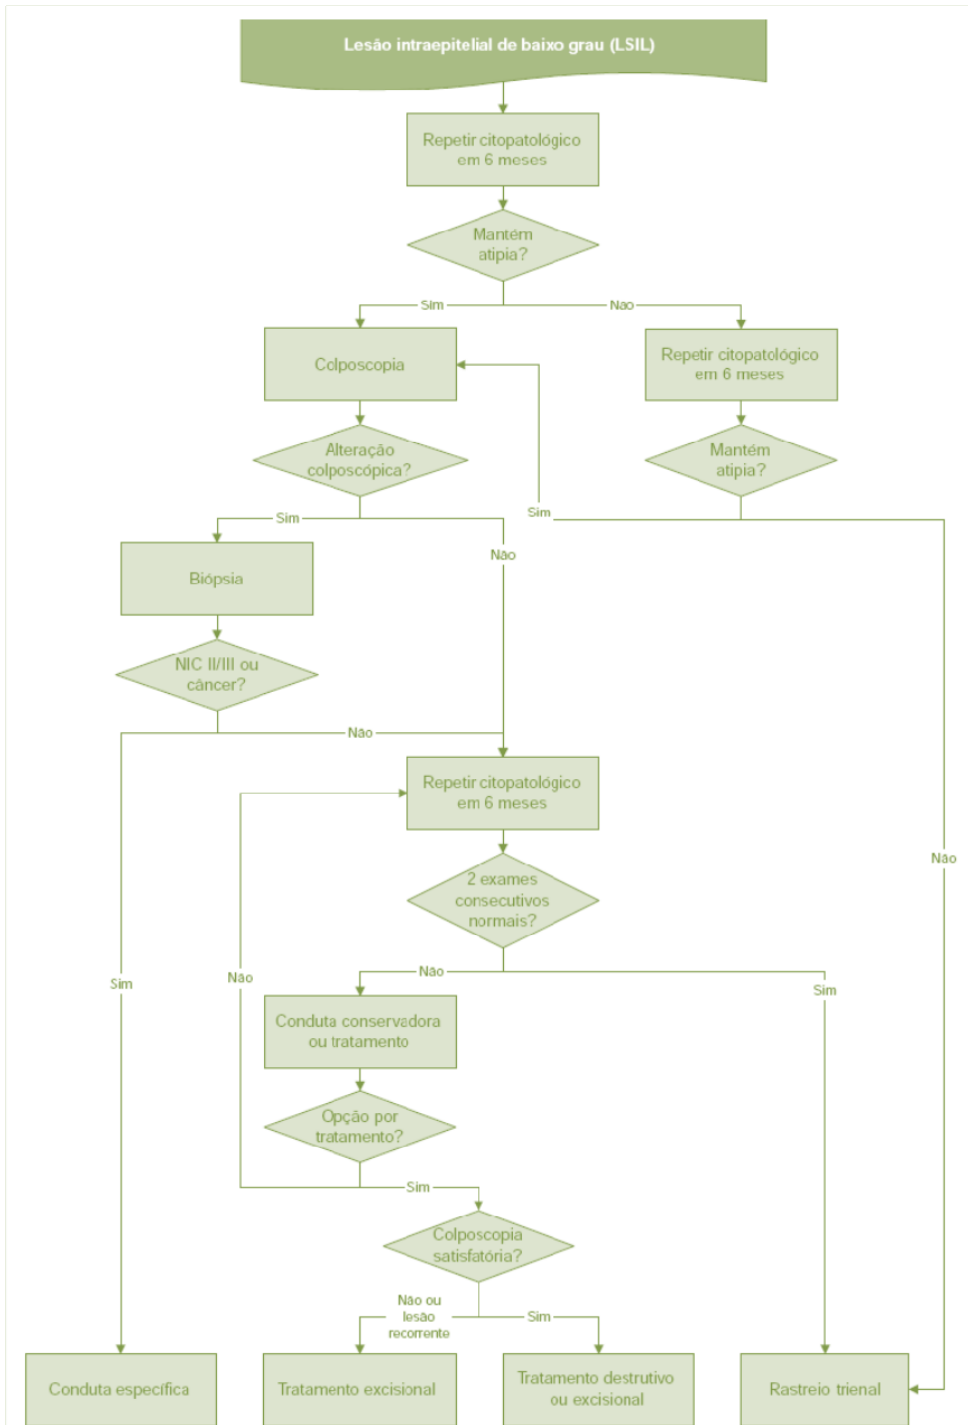 Lesão intraepitelial de baixo grau (LSIL)
Repetir citopatológico
em 6 meses
Mantém
atipia?
Sim
Nao
Colposcopia
Repetir citopatológico
em 6 meses
Alteração
colposcópica?
Mantém
atipia?
Sim
Sim
Não
Biópsia
NIC II/III ou
câncer?
Não
Repetir citopatológico
em 6 meses
Não
2 exames
consecutivos
normais?
Sim
Não
Não
Sim
Conduta conservadora
ou tratamento
Opção por
tratamento?
Sim
Colposcopia
satisfatória?
Não ou
lesão
recorrente
Sim
Conduta específica
Tratamento excisional
Tratamento destrutivo
ou excisional
Rastreio trienal